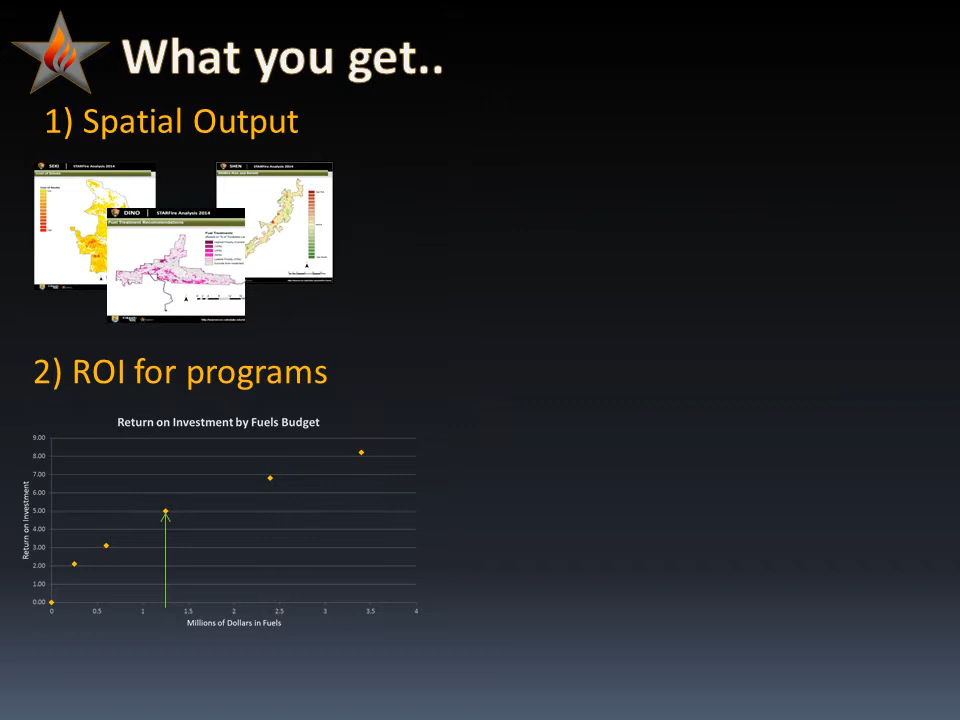 What you get..
1) Spatial Output
SEKI | STARFire Analysis 2014
SHEN | STARFire Analysis 2014
DINO | STARFire Analysis 2014
Fuel Treatment Recommendations
Fuel Treatments
2) ROI for programs
Return on Investment by Fuels Budget
Return on Investment
9.00
8.00
7.00
6.00
5.00
4.00
3.00
2.00
1.00
0.00
0 0.5 1 1.5 2 2.5 3 3.5 4
Millions of Dollars in Fuels